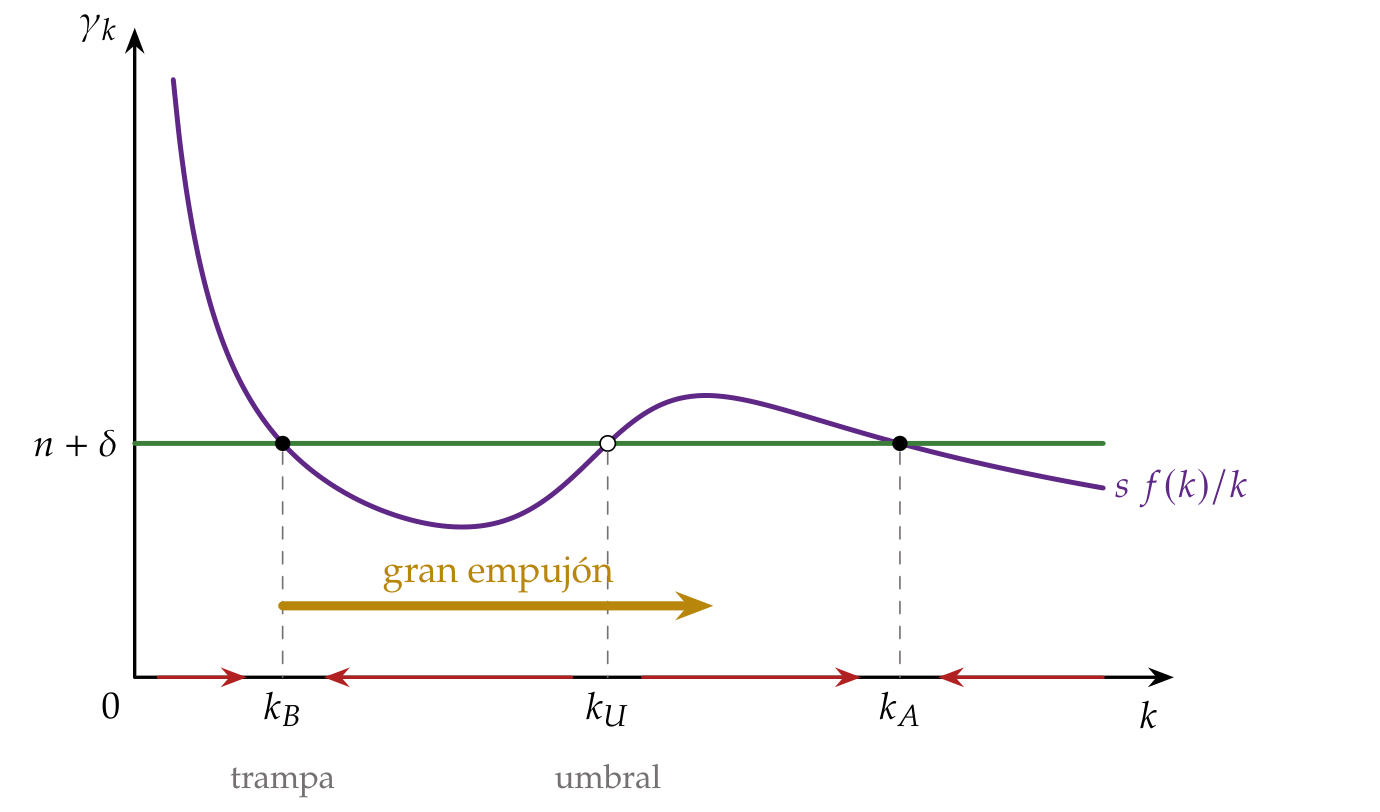 γk
n + δ
s f(k)/k
gran empujón
0
kB
kU
kA
k
trampa
umbral